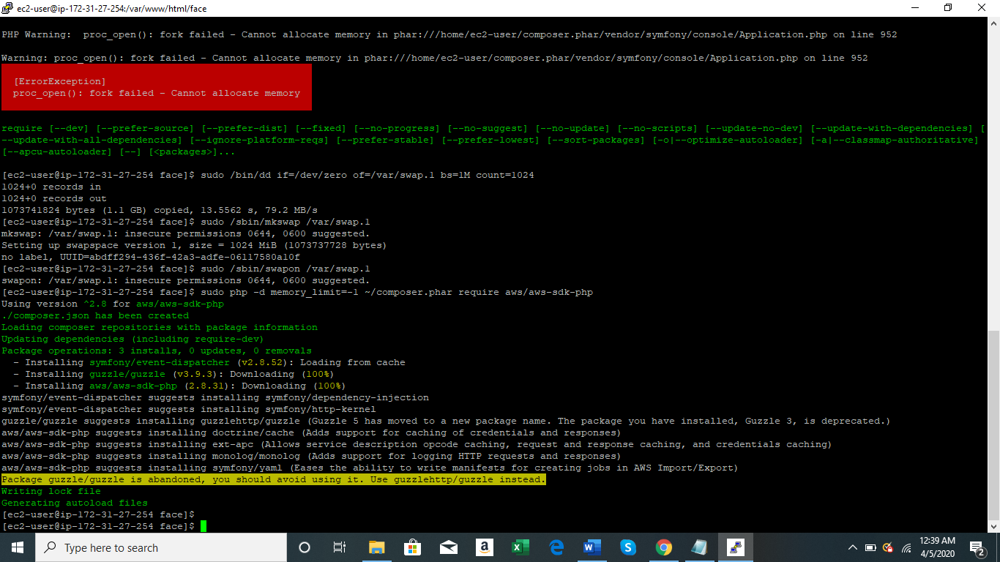 ec2-user@ip-172-31-27-254:/var/www/html/face
PHP Warning:  proc_open(): fork failed - Cannot allocate memory in phar:///home/ec2-user/composer.phar/vendor/symfony/console/Application.php on line 952
Warning: proc_open(): fork failed - Cannot allocate memory in phar:///home/ec2-user/composer.phar/vendor/symfony/console/Application.php on line 952
[ErrorException]
proc_open(): fork failed - Cannot allocate memory
require [--dev] [--prefer-source] [--prefer-dist] [--fixed] [--no-progress] [--no-suggest] [--no-update] [--no-scripts] [--update-no-dev] [--update-with-dependencies] [
--update-with-all-dependencies] [--ignore-platform-reqs] [--prefer-stable] [--prefer-lowest] [--sort-packages] [-o|--optimize-autoloader] [-a|--classmap-authoritative]
[--apcu-autoloader] [--] [<packages>]...
[ec2-user@ip-172-31-27-254 face]$ sudo /bin/dd if=/dev/zero of=/var/swap.1 bs=1M count=1024
1024+0 records in
1024+0 records out
1073741824 bytes (1.1 GB) copied, 13.5562 s, 79.2 MB/s
[ec2-user@ip-172-31-27-254 face]$ sudo /sbin/mkswap /var/swap.1
mkswap: /var/swap.1: insecure permissions 0644, 0600 suggested.
Setting up swapspace version 1, size = 1024 MiB (1073737728 bytes)
no label, UUID=abdff294-436f-42a3-adfe-06117580a10f
[ec2-user@ip-172-31-27-254 face]$ sudo /sbin/swapon /var/swap.1
swapon: /var/swap.1: insecure permissions 0644, 0600 suggested.
[ec2-user@ip-172-31-27-254 face]$ sudo php -d memory_limit=-1 ~/composer.phar require aws/aws-sdk-php
Using version ^2.8 for aws/aws-sdk-php
./composer.json has been created
Loading composer repositories with package information
Updating dependencies (including require-dev)
Package operations: 3 installs, 0 updates, 0 removals
  - Installing symfony/event-dispatcher (v2.8.52): Loading from cache
  - Installing guzzle/guzzle (v3.9.3): Downloading (100%)
  - Installing aws/aws-sdk-php (2.8.31): Downloading (100%)
symfony/event-dispatcher suggests installing symfony/dependency-injection
symfony/event-dispatcher suggests installing symfony/http-kernel
guzzle/guzzle suggests installing guzzlehttp/guzzle (Guzzle 5 has moved to a new package name. The package you have installed, Guzzle 3, is deprecated.)
aws/aws-sdk-php suggests installing doctrine/cache (Adds support for caching of credentials and responses)
aws/aws-sdk-php suggests installing ext-apc (Allows service description opcode caching, request and response caching, and credentials caching)
aws/aws-sdk-php suggests installing monolog/monolog (Adds support for logging HTTP requests and responses)
aws/aws-sdk-php suggests installing symfony/yaml (Eases the ability to write manifests for creating jobs in AWS Import/Export)
Package guzzle/guzzle is abandoned, you should avoid using it. Use guzzlehttp/guzzle instead.
Writing lock file
Generating autoload files
[ec2-user@ip-172-31-27-254 face]$
[ec2-user@ip-172-31-27-254 face]$
Type here to search
12:39 AM
4/5/2020
2